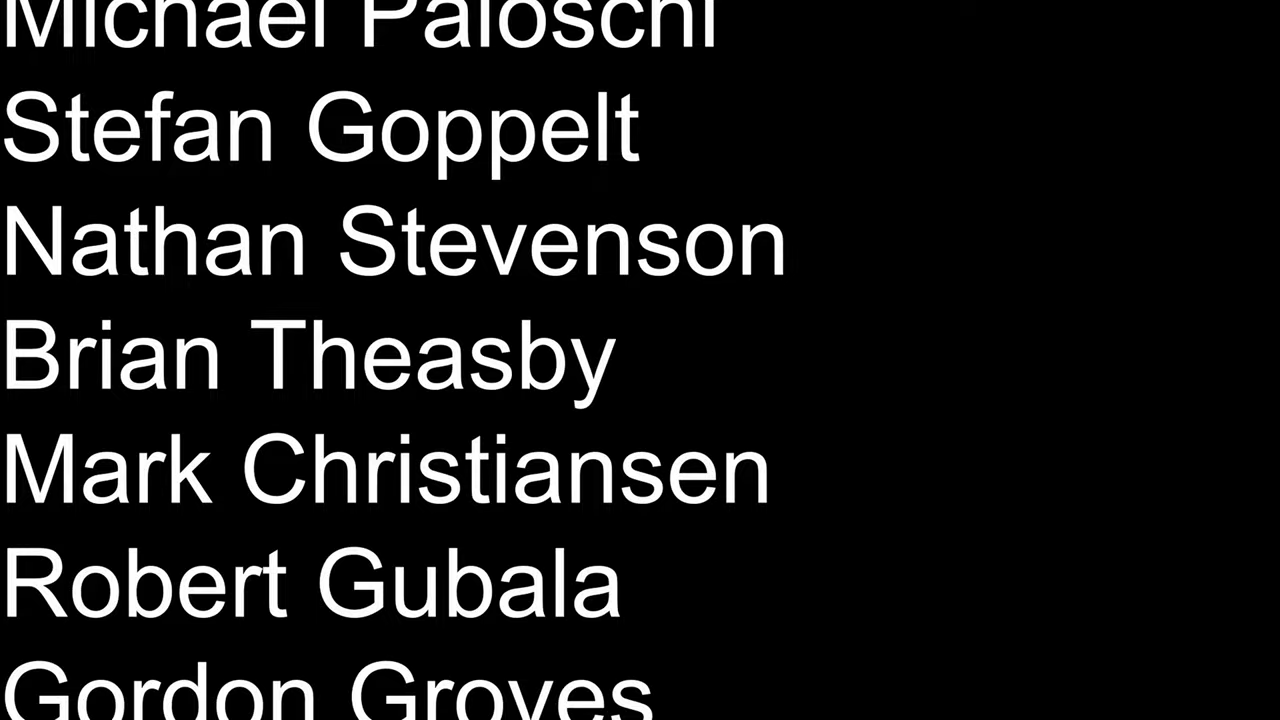 Michael Paloschi
Stefan Goppelt
Nathan Stevenson
Brian Theasby
Mark Christiansen
Robert Gubala
Gordon Groves